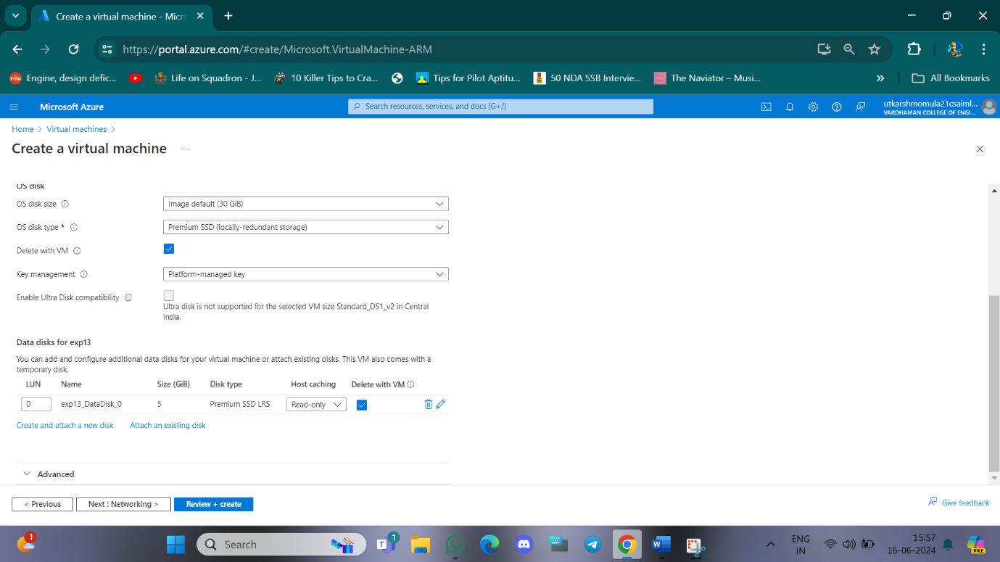 Create a virtual machine - Micr
https://portal.azure.com/#create/Microsoft.VirtualMachine-ARM
Engine, design defic...
Life on Squadron - J...
10 Killer Tips to Cra...
Tips for Pilot Aptitu...
50 NDA SSB Intervie...
The Naviator – Musi...
All Bookmarks
Microsoft Azure
Search resources, services, and docs (G+/)
utkarshmomula21csaiml...
VARDHAMAN COLLEGE OF ENGI...
Home > Virtual machines >
Create a virtual machine ...
OS disk
OS disk size
Image default (30 GiB)
OS disk type *
Premium SSD (locally-redundant storage)
Delete with VM
Key management
Platform-managed key
Enable Ultra Disk compatibility
Ultra disk is not supported for the selected VM size Standard_DS1_v2 in Central
India.
Data disks for exp13
You can add and configure additional data disks for your virtual machine or attach existing disks. This VM also comes with a
temporary disk.
LUN Name Size (GiB) Disk type Host caching Delete with VM
0 exp13_DataDisk_0 5 Premium SSD LRS Read-only
Create and attach a new disk Attach an existing disk
Advanced
< Previous Next : Networking > Review + create
Give feedback
1
Search
1
ENG
IN
15:57
16-06-2024
PRE